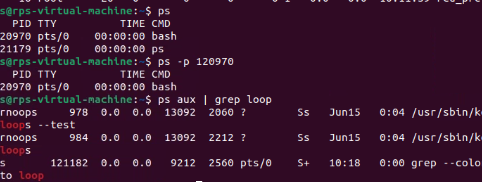 s@rps-virtual-machine:~$ ps
PID TTY TIME CMD
20970 pts/0 00:00:00 bash
21179 pts/0 00:00:00 ps
s@rps-virtual-machine:~$ ps -p 120970
PID TTY TIME CMD
20970 pts/0 00:00:00 bash
s@rps-virtual-machine:~$ ps aux | grep loop
rnoops 978 0.0 0.0 13092 2060 ? Ss Jun15 0:04 /usr/sbin/ke
loops --test
rnoops 984 0.0 0.0 13092 2212 ? Ss Jun15 0:04 /usr/sbin/ke
loops
s 121182 0.0 0.0 9212 2560 pts/0 S+ 10:18 0:00 grep --colo
to loop